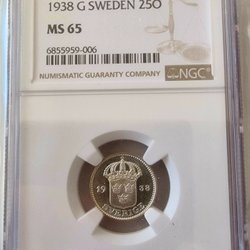 1938 G SWEDEN 25O
MS 65
6855959-006
NUMISMATIC GUARANTY COMPANY
NGC
19 38
SVERIGE